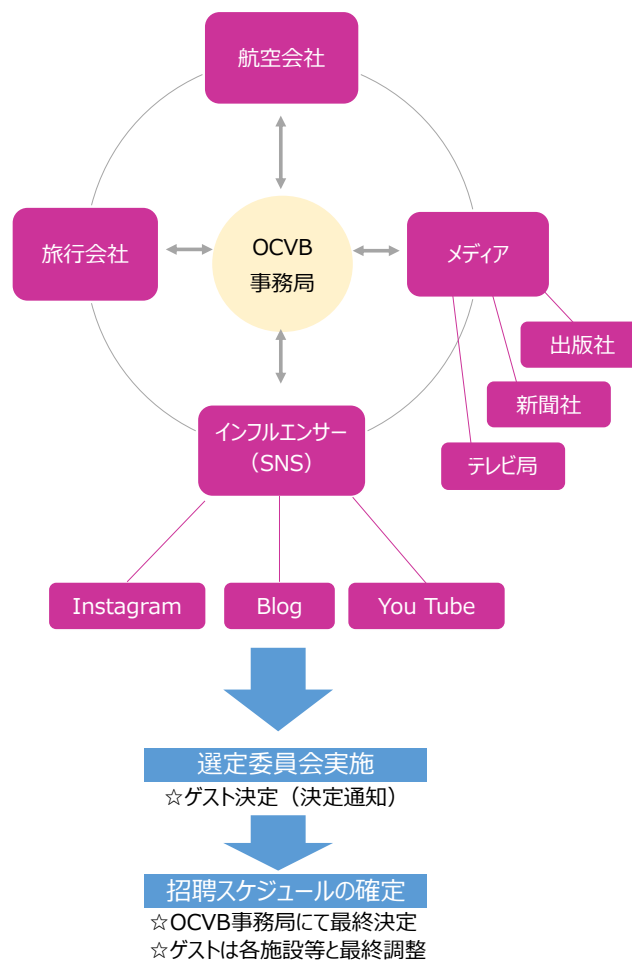 航空会社
旅行会社
OCVB
事務局
メディア
出版社
新聞社
テレビ局
インフルエンサー
（SNS）
Instagram
Blog
You Tube
選定委員会実施
☆ゲスト決定（決定通知）
招聘スケジュールの確定
☆OCVB事務局にて最終決定
☆ゲストは各施設等と最終調整